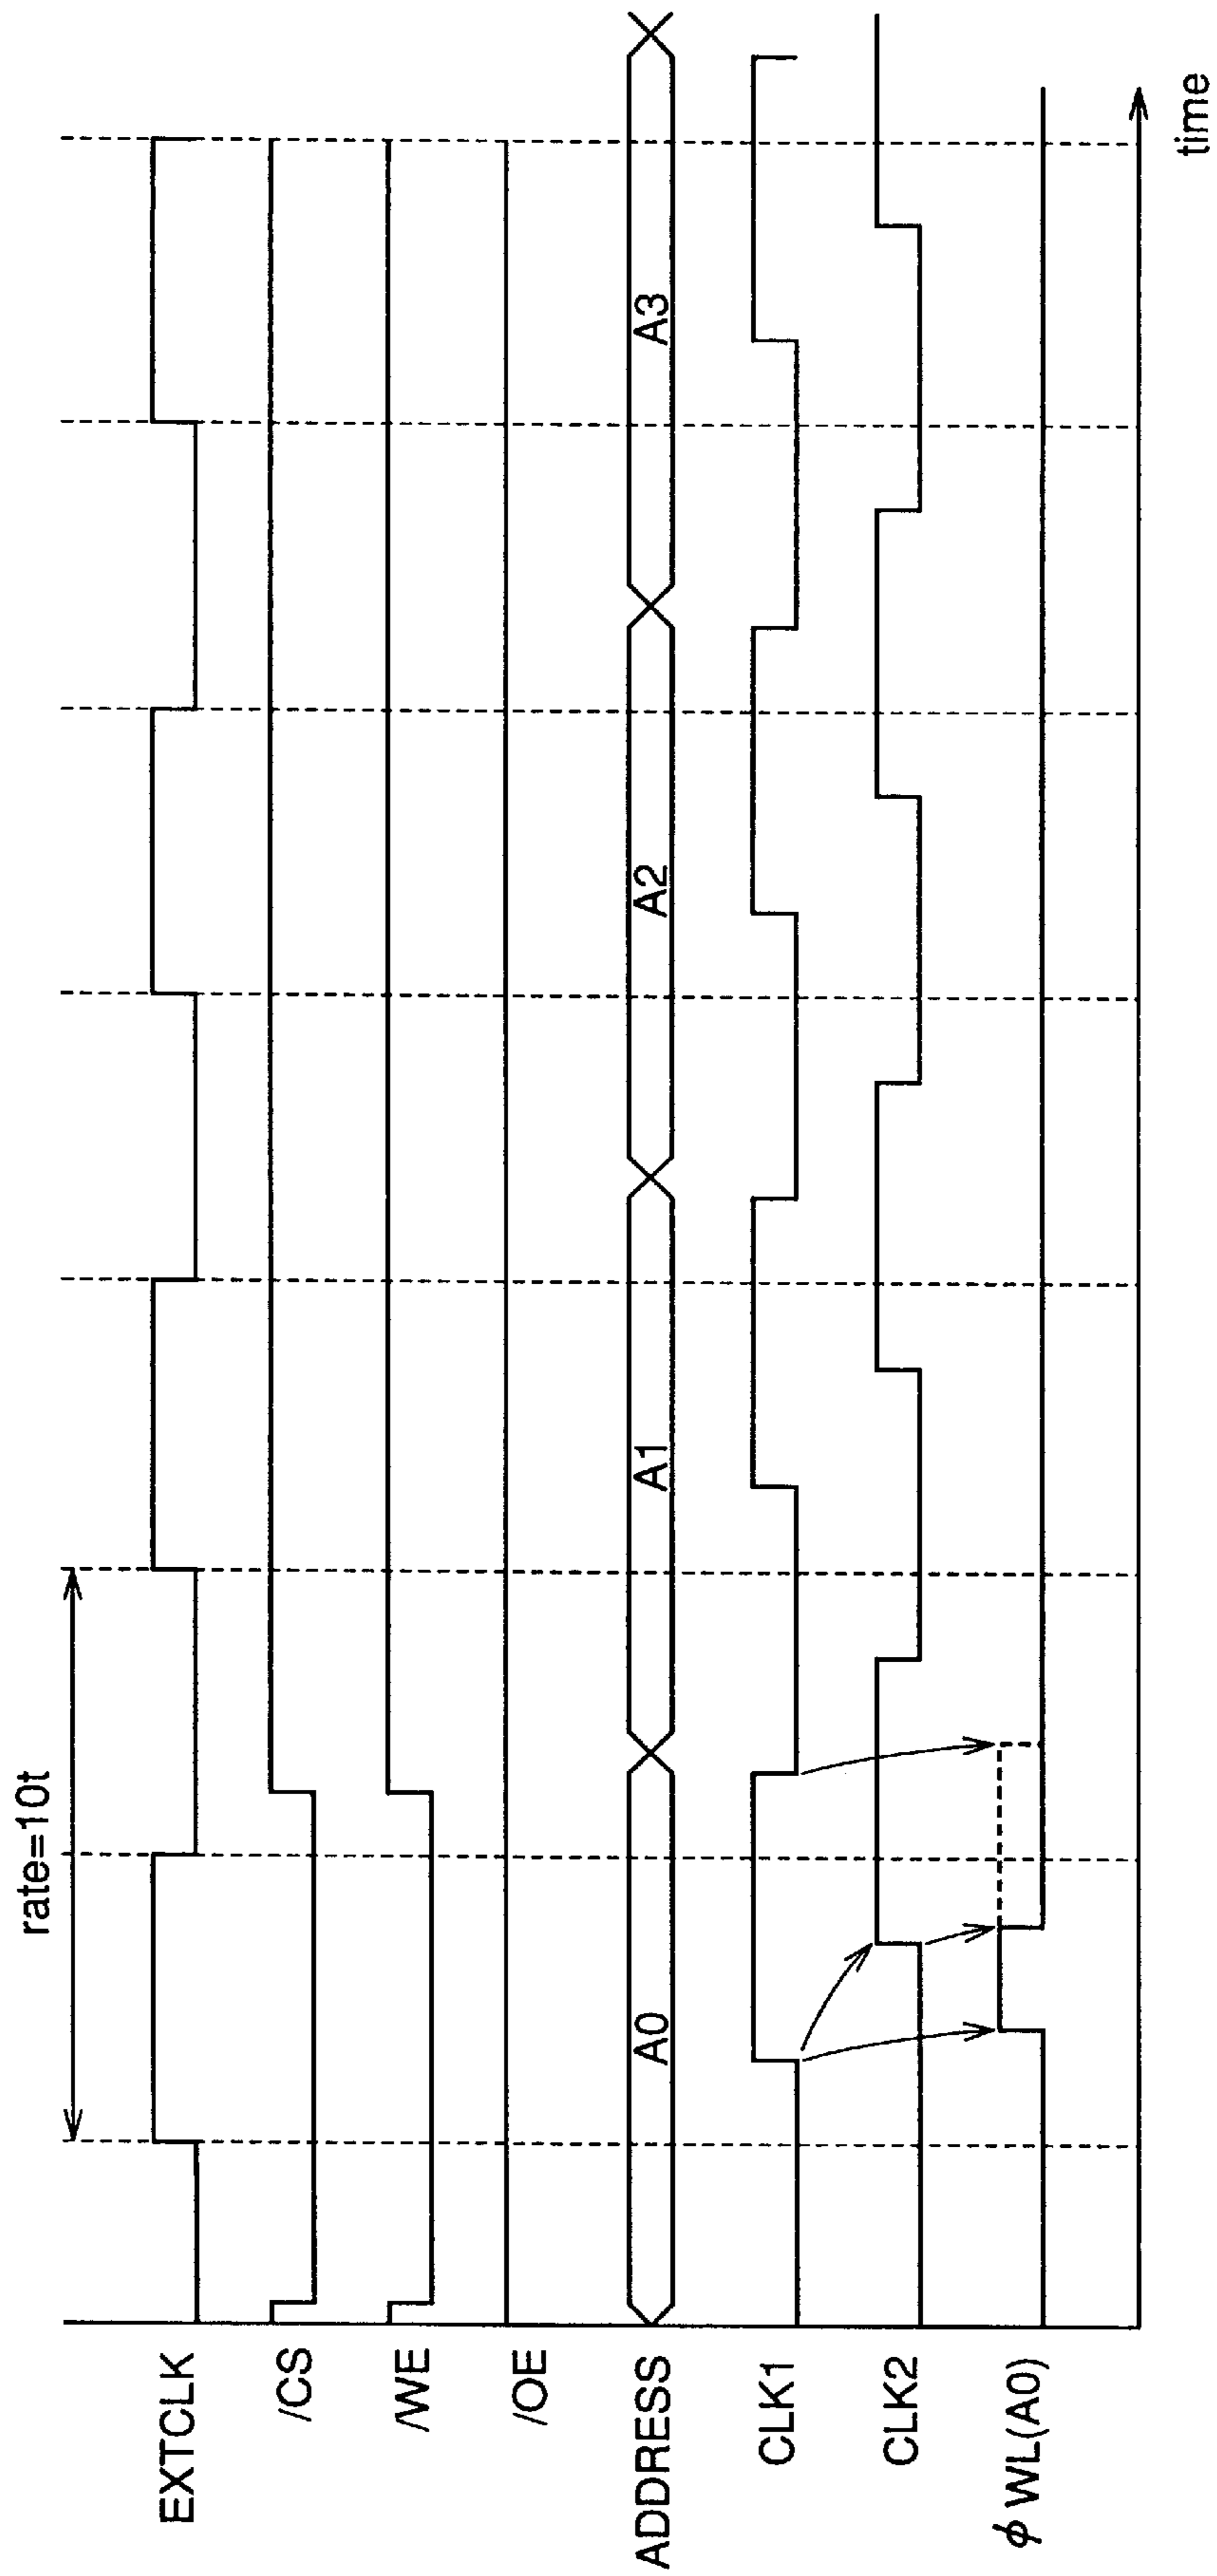 rate=10t
EXTCLK
/CS
/WE
/OE
ADDRESS
A0
A1
A2
A3
CLK1
CLK2
ϕ WL(A0)
time